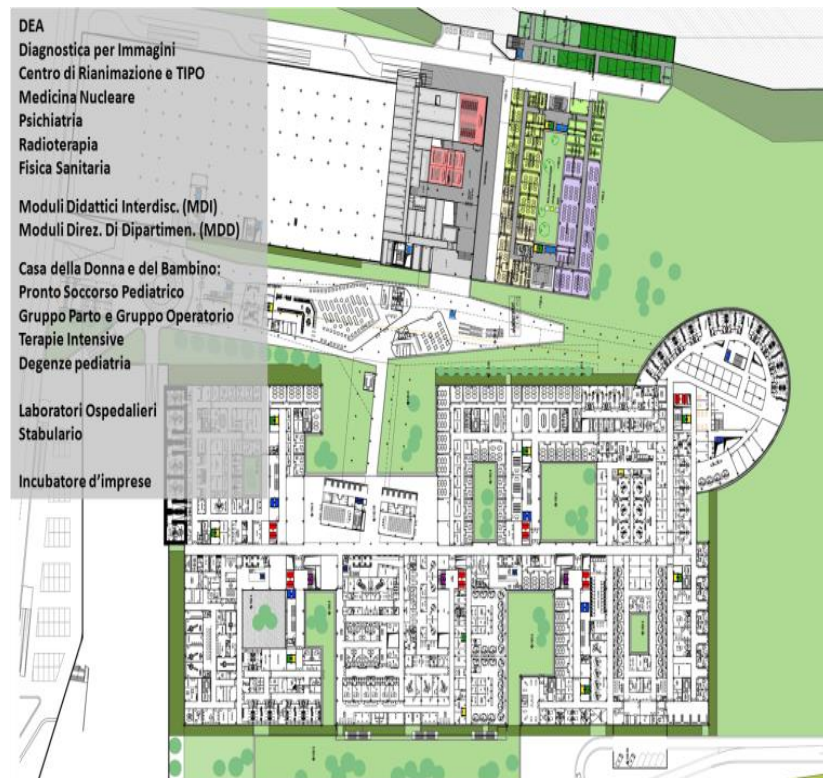 DEA
Diagnostica per Immagini
Centro di Rianimazione e TIPO
Medicina Nucleare
Psichiatria
Radioterapia
Fisica Sanitaria
Moduli Didattici Interdisc. (MDI)
Moduli Direz. Di Dipartimen. (MDD)
Casa della Donna e del Bambino:
Pronto Soccorso Pediatrico
Gruppo Parto e Gruppo Operatorio
Terapie Intensive
Degenze pediatria
Laboratori Ospedalieri
Stabulario
Incubatore d’imprese